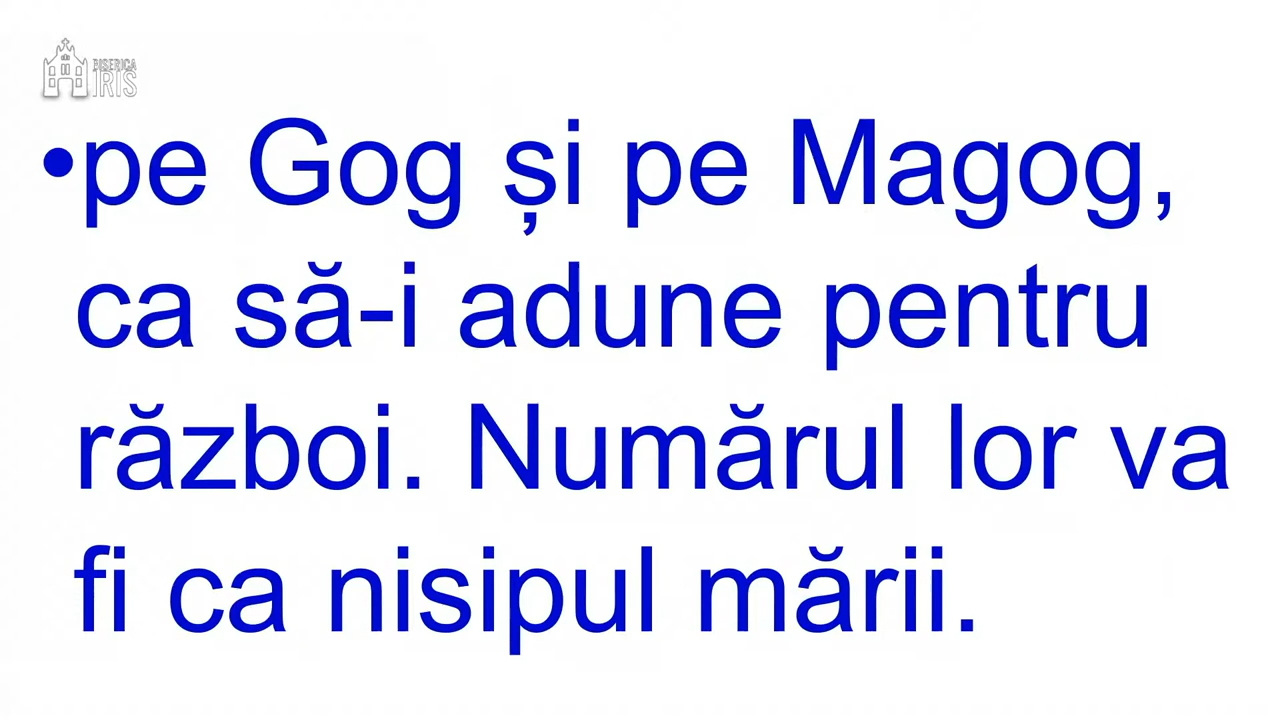 BISERICA
IRIS
•pe Gog și pe Magog,
ca să-i adune pentru
război. Numărul lor va
fi ca nisipul mării.